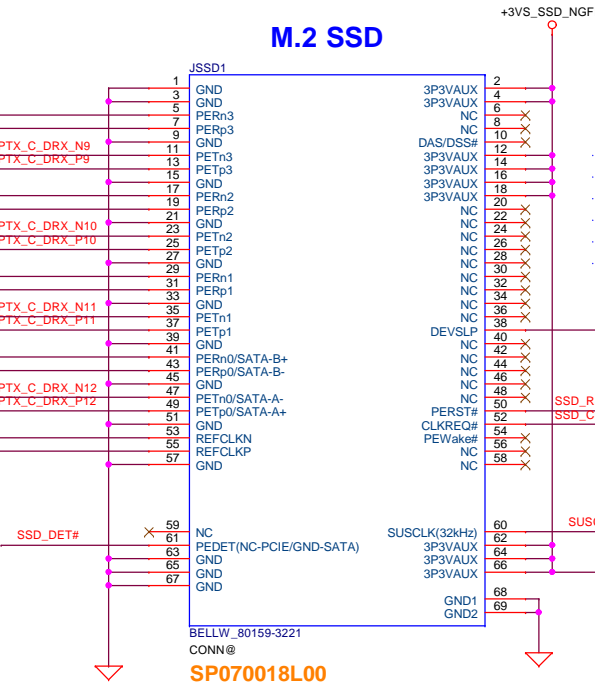 +3VS_SSD_NGF
M.2 SSD
JSSD1
1 GND 3P3VAUX 2
3 GND 3P3VAUX 4
5 PERn3 NC 6
7 PERp3 NC 8
9 GND DAS/DSS# 10
PTX_C_DRX_N9 11 PETn3 3P3VAUX 12
PTX_C_DRX_P9 13 PETp3 3P3VAUX 14
15 GND 3P3VAUX 16
17 PERn2 3P3VAUX 18
19 PERp2 NC 20
21 GND NC 22
PTX_C_DRX_N10 23 PETn2 NC 24
PTX_C_DRX_P10 25 PETp2 NC 26
27 GND NC 28
29 PERn1 NC 30
31 PERp1 NC 32
33 GND NC 34
PTX_C_DRX_N11 35 PETn1 NC 36
PTX_C_DRX_P11 37 PETp1 DEVSLP 38
39 GND NC 40
41 PERn0/SATA-B+ NC 42
43 PERp0/SATA-B- NC 44
45 GND NC 46
PTX_C_DRX_N12 47 PETn0/SATA-A- NC 48
PTX_C_DRX_P12 49 PETp0/SATA-A+ PERST# 50 SSD_R
51 GND CLKREQ# 52 SSD_C
53 REFCLKN PEWake# 54
55 REFCLKP NC 56
57 GND NC 58
59 NC SUSCLK(32kHz) 60 SUSC
SSD_DET# 61 PEDET(NC-PCIE/GND-SATA) 3P3VAUX 62
63 GND 3P3VAUX 64
65 GND 3P3VAUX 66
67 GND
GND1 68
GND2 69
BELLW_80159-3221
CONN@
SP070018L00